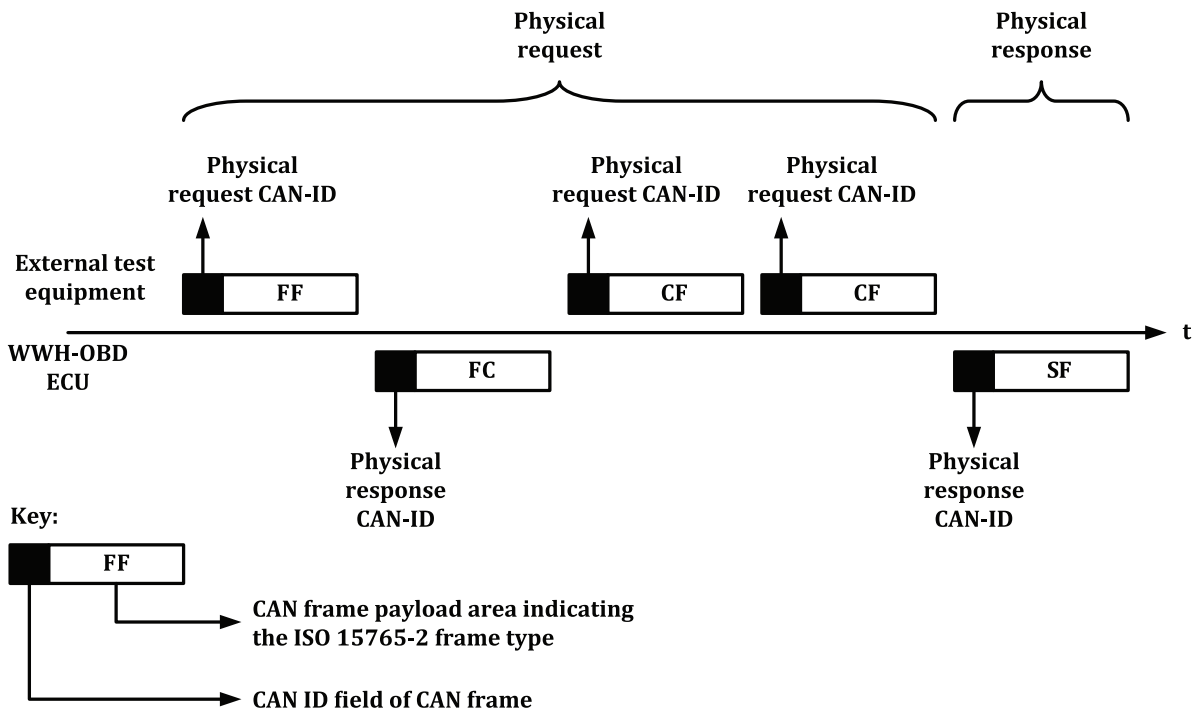 Physical
request
Physical
response
Physical
request CAN-ID
Physical
request CAN-ID
Physical
request CAN-ID
External test
equipment
FF
CF
CF
t
WWH-OBD
ECU
FC
SF
Physical
response
CAN-ID
Physical
response
CAN-ID
Key:
FF
CAN frame payload area indicating
the ISO 15765-2 frame type
CAN ID field of CAN frame